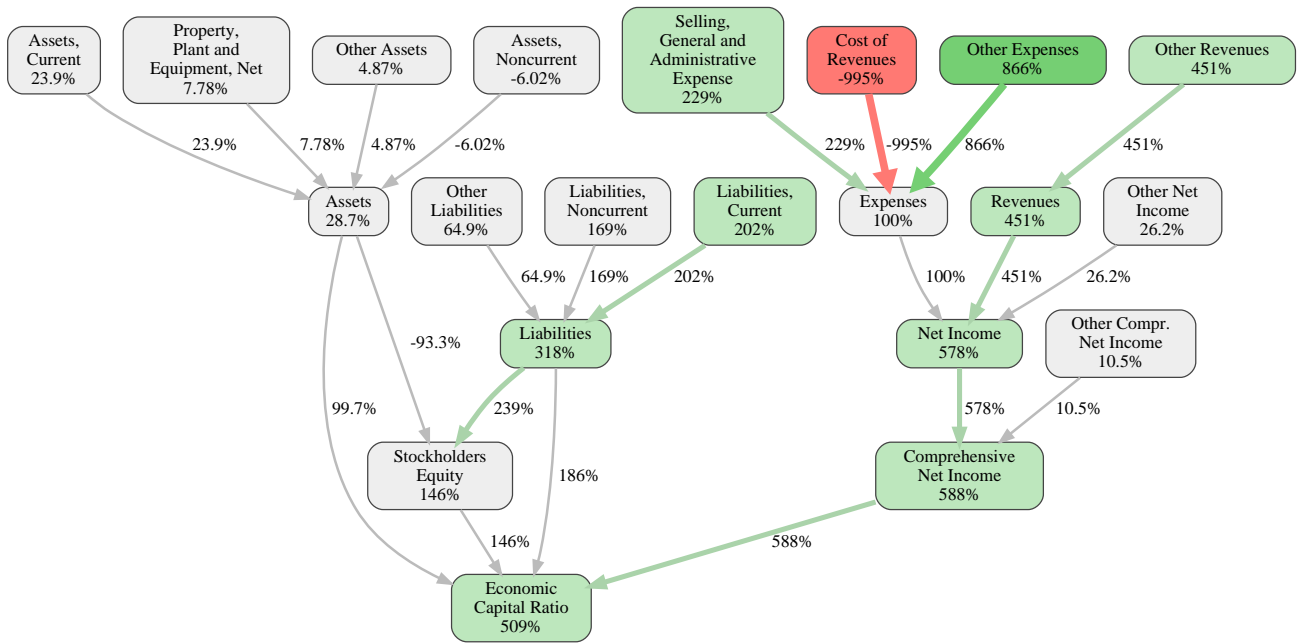 Assets,
Current
23.9%
Property,
Plant and
Equipment, Net
7.78%
Other Assets
4.87%
Assets,
Noncurrent
-6.02%
Selling,
General and
Administrative
Expense
229%
Cost of
Revenues
-995%
Other Expenses
866%
Other Revenues
451%
23.9%
7.78%
4.87%
-6.02%
229%
-995%
866%
451%
Assets
28.7%
Other
Liabilities
64.9%
Liabilities,
Noncurrent
169%
Liabilities,
Current
202%
Expenses
100%
Revenues
451%
Other Net
Income
26.2%
64.9%
169%
202%
100%
451%
26.2%
-93.3%
Liabilities
318%
Net Income
578%
Other Compr.
Net Income
10.5%
99.7%
239%
578%
10.5%
Stockholders
Equity
146%
186%
Comprehensive
Net Income
588%
146%
588%
Economic
Capital Ratio
509%